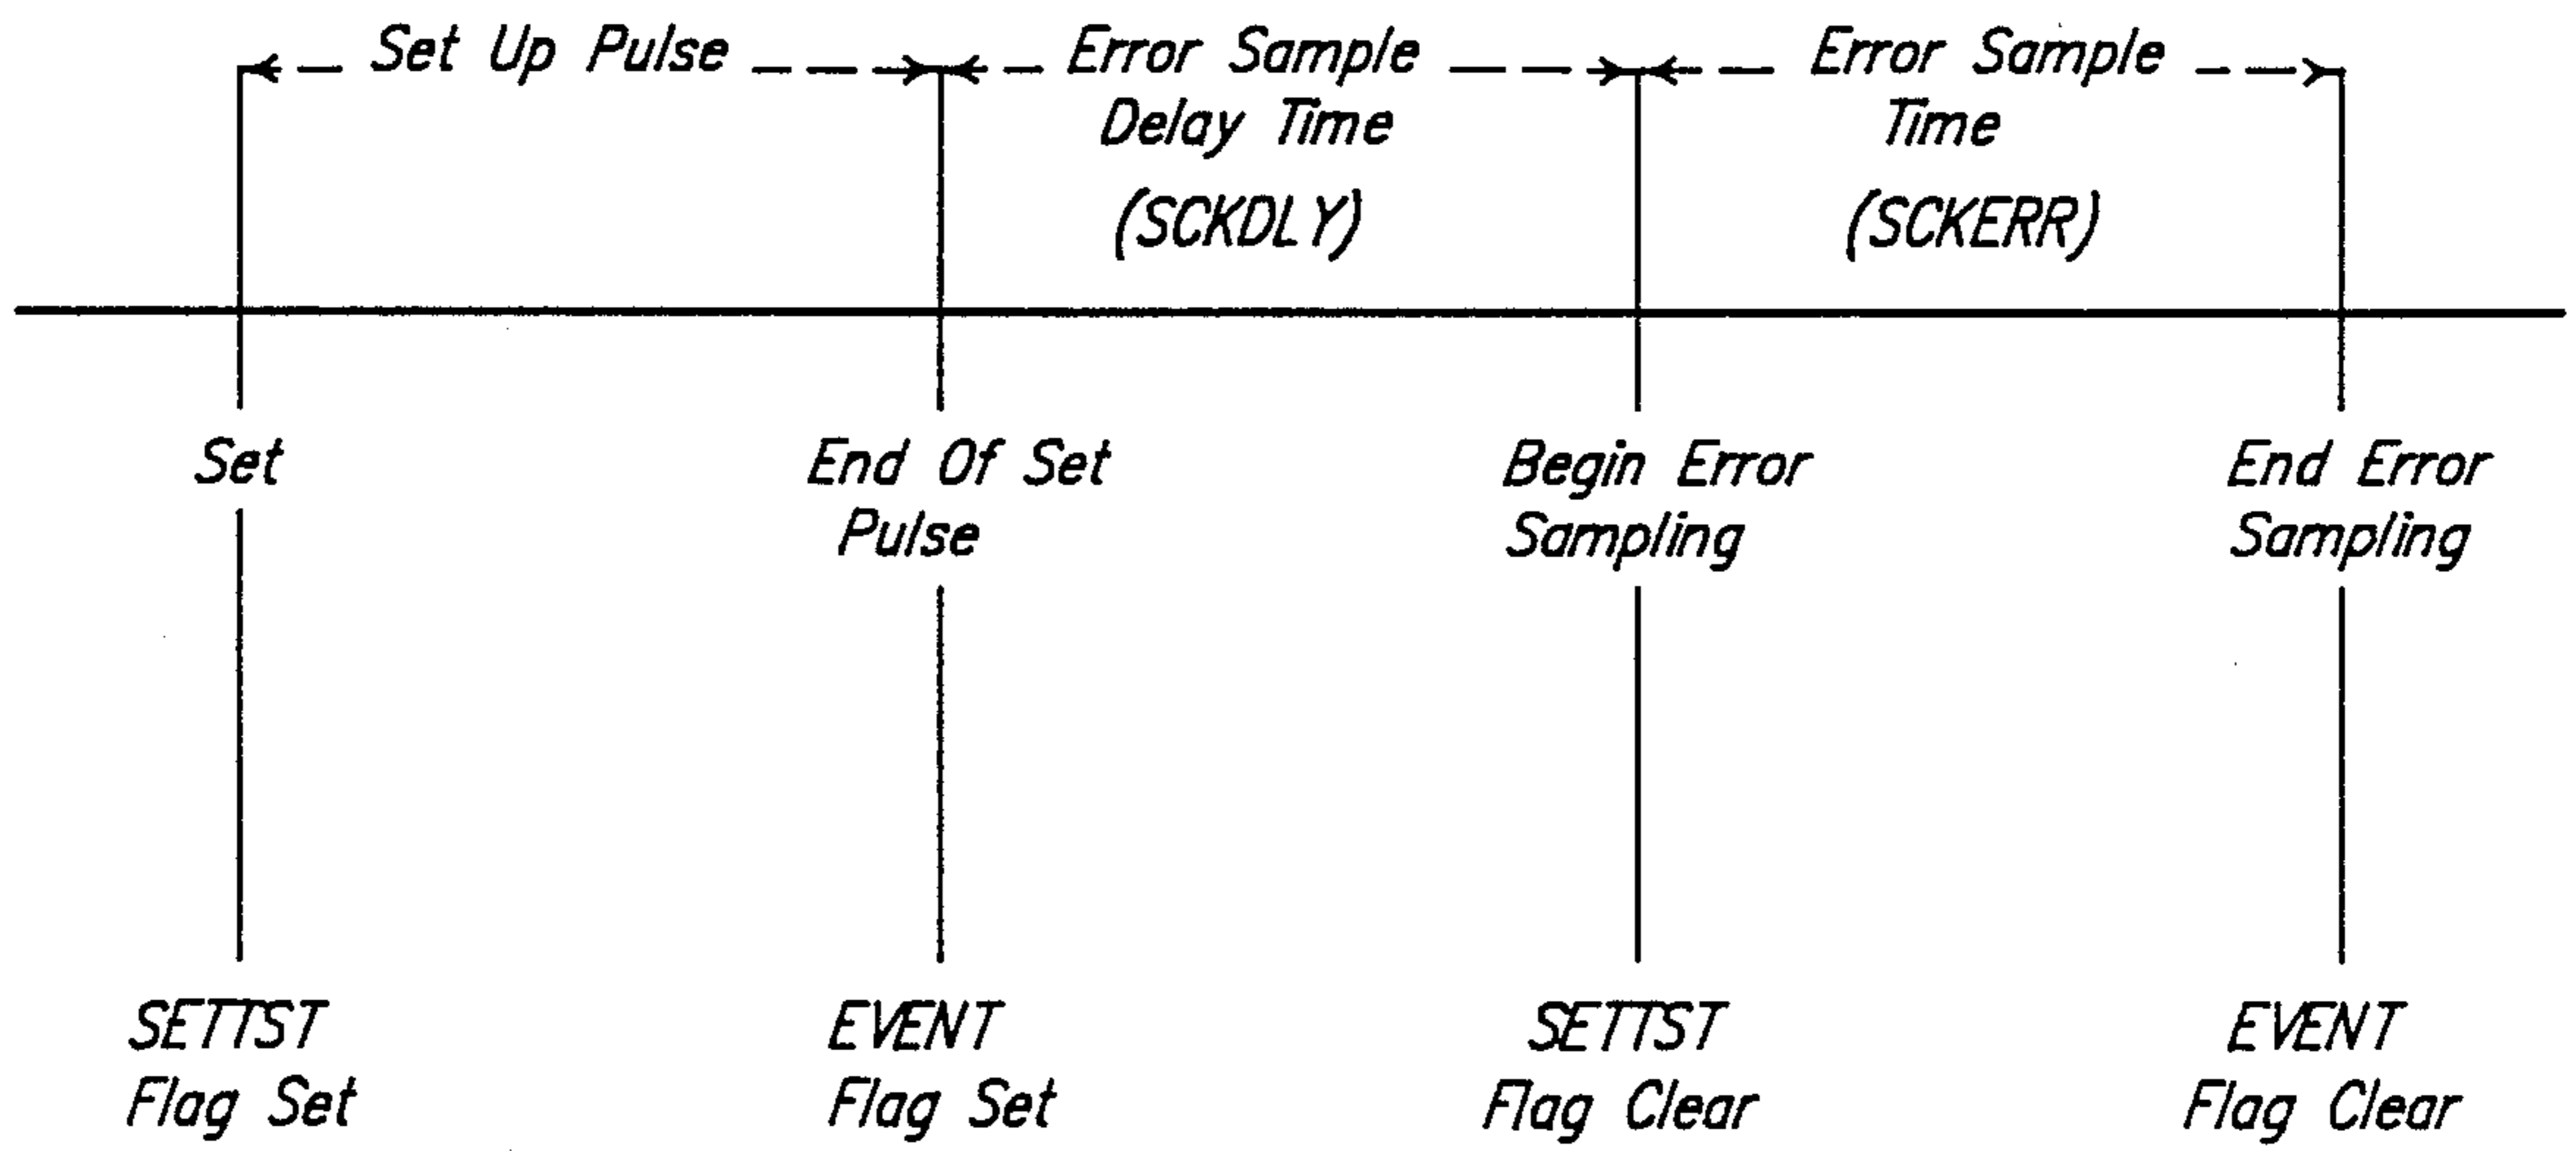 Set Up Pulse
Error Sample
Delay Time
(SCKDLY)
Error Sample
Time
(SCKERR)
Set
End Of Set
Pulse
Begin Error
Sampling
End Error
Sampling
SETTST
Flag Set
EVENT
Flag Set
SETTST
Flag Clear
EVENT
Flag Clear